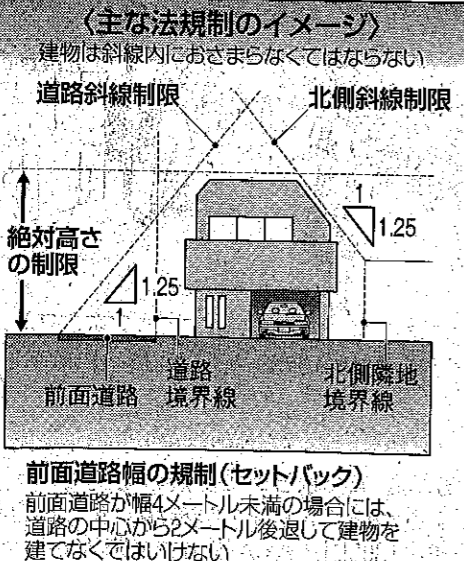 〈主な法規制のイメージ〉
建物は斜線内におさまらなくてはならない
道路斜線制限
北側斜線制限
絶対高さ
の制限
1
1.25
1.25
1
前面道路
道路
境界線
北側隣地
境界線
前面道路幅の規制(セットバック)
前面道路が幅4メートル未満の場合には、
道路の中心から2メートル後退して建物を
建てなくてはいけない